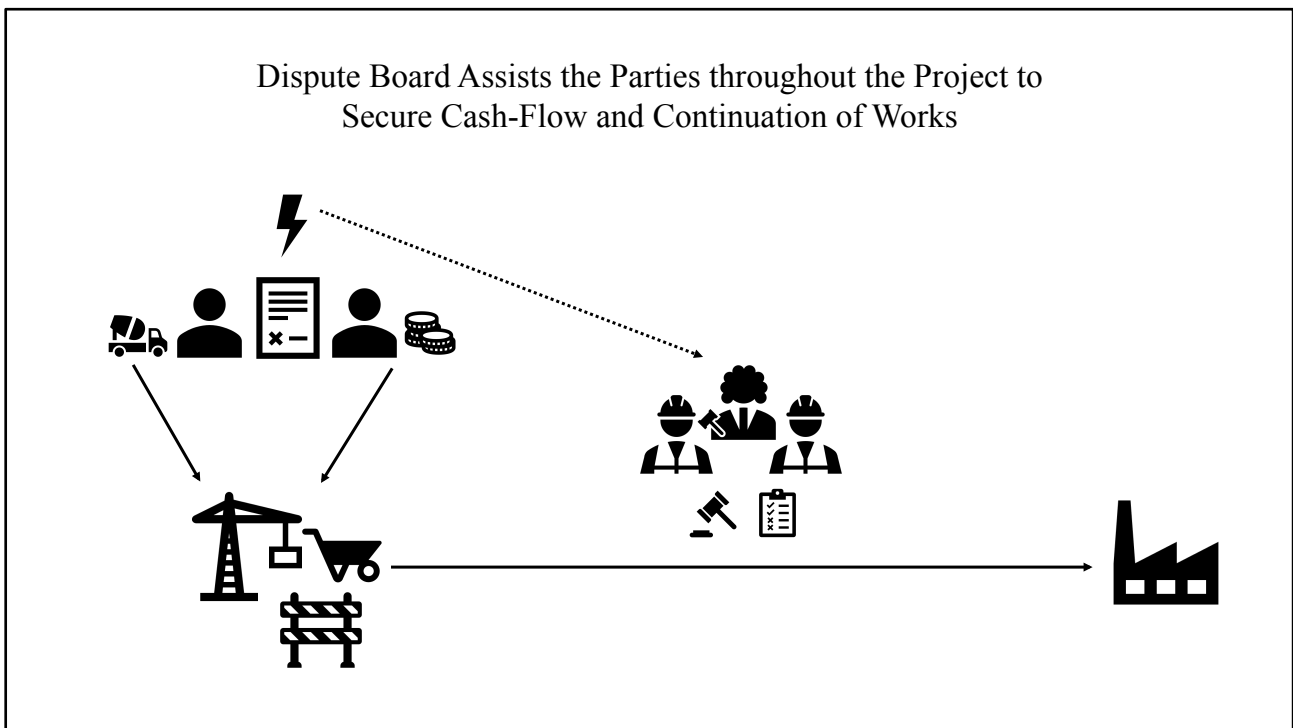 Dispute Board Assists the Parties throughout the Project to
Secure Cash-Flow and Continuation of Works